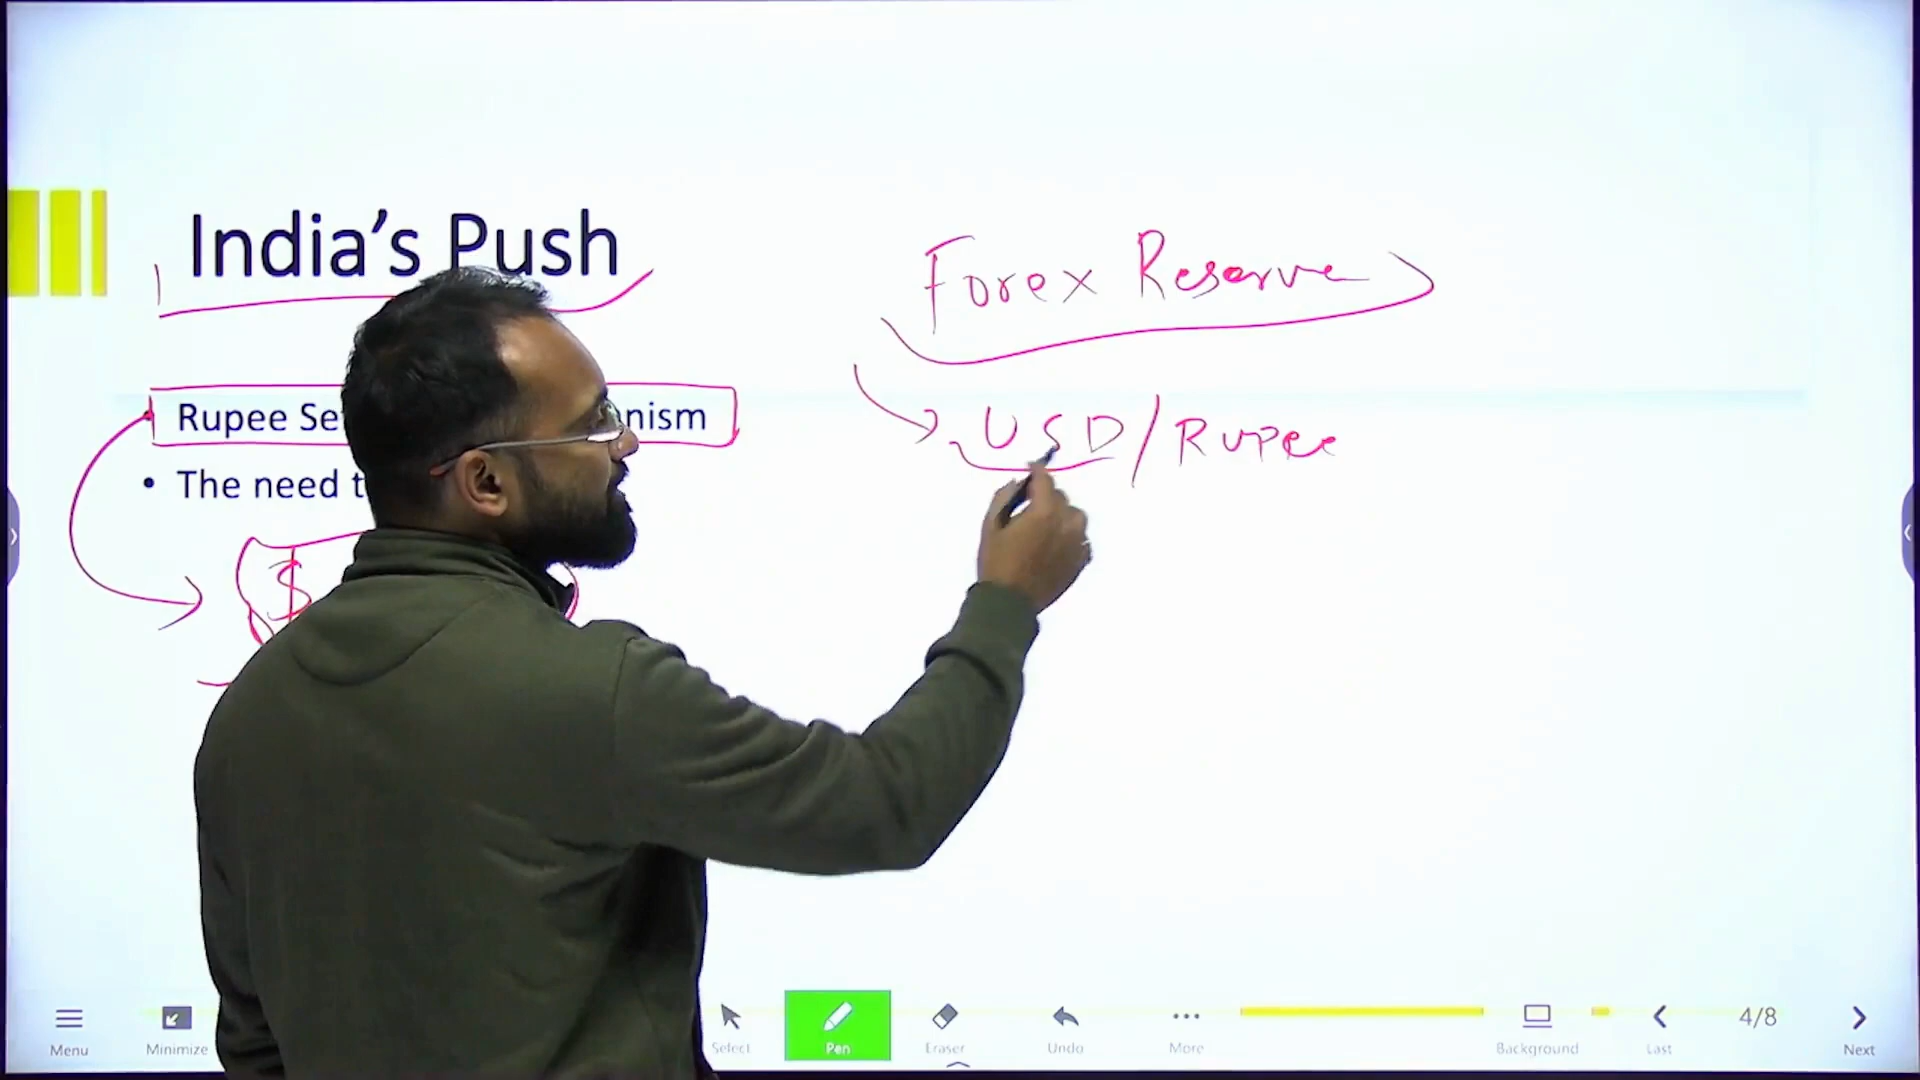 India's Push
Forex Reserve
Rupee Se nism
USD/Rupee
• The need t
$
Menu
Minimize
Select
Pen
Eraser
Undo
More
Background
Last
4/8
Next